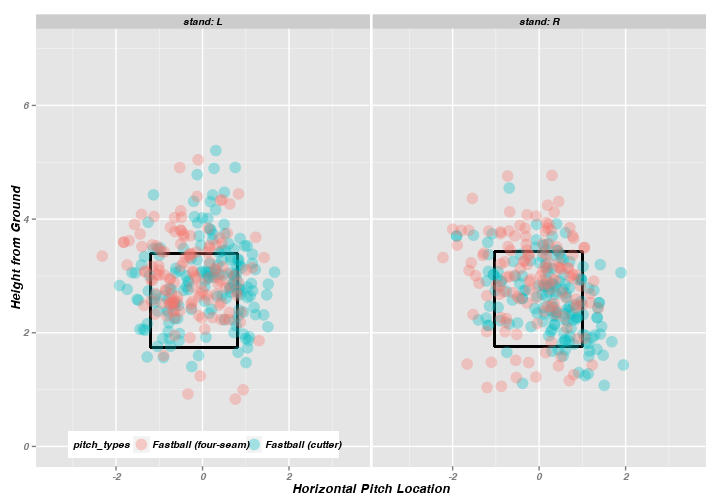 stand: L
stand: R
6
4
2
0
Height from Ground
pitch_types Fastball (four-seam) Fastball (cutter)
-2 0 2 -2 0 2
Horizontal Pitch Location